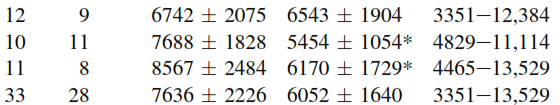 12 9 6742 ± 2075 6543 ± 1904 3351–12,384
10 11 7688 ± 1828 5454 ± 1054* 4829–11,114
11 8 8567 ± 2484 6170 ± 1729* 4465–13,529
33 28 7636 ± 2226 6052 ± 1640 3351–13,529